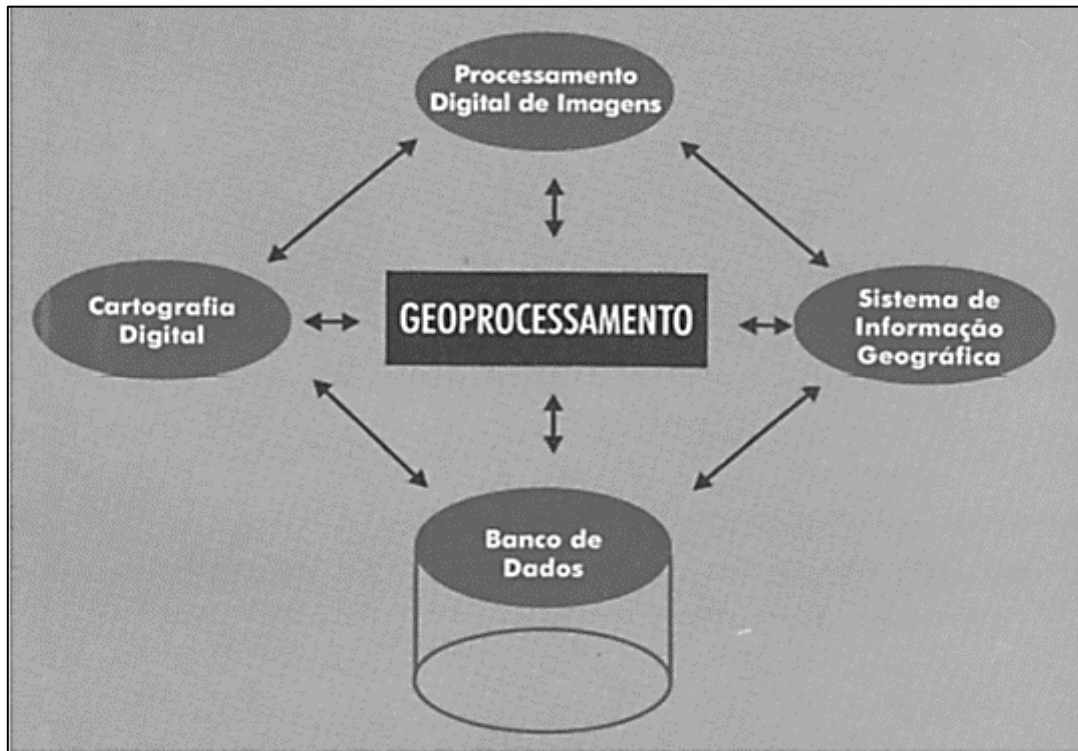 Processamento
Digital de Imagens
Cartografia
Digital
GEOPROCESSAMENTO
Sistema de
Informação
Geográfica
Banco de
Dados